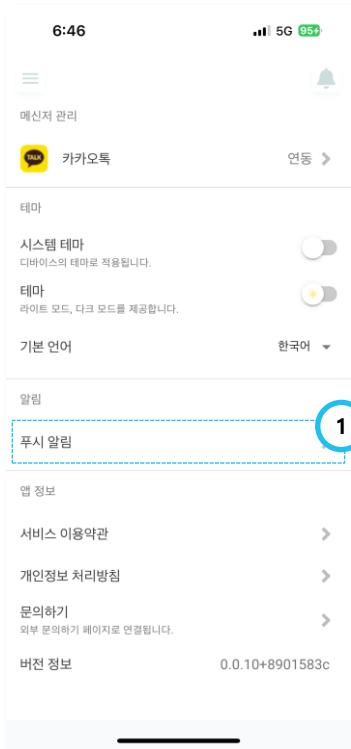 6:46
5G 95
메신저 관리
TALK 카카오톡 연동
테마
시스템 테마
디바이스의 테마로 적용됩니다.
테마
라이트 모드, 다크 모드를 제공합니다.
기본 언어 한국어
알림
푸시 알림 1
앱 정보
서비스 이용약관
개인정보 처리방침
문의하기
외부 문의하기 페이지로 연결됩니다.
버전 정보 0.0.10+8901583c